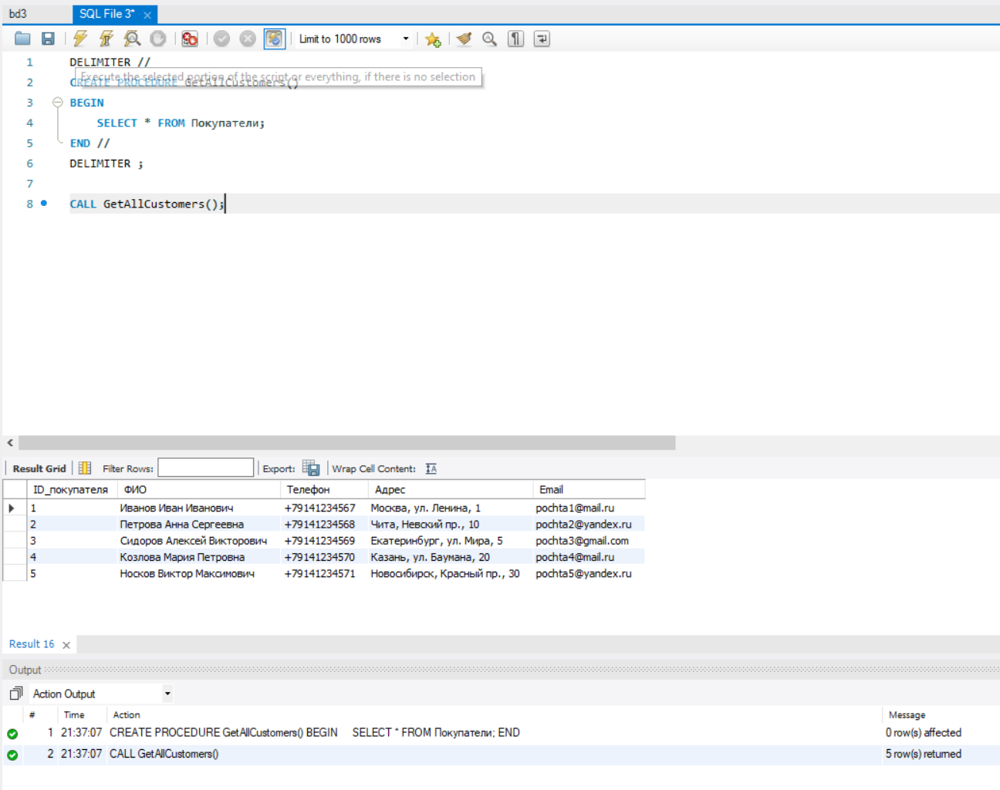 bd3 SQL File 3*
Limit to 1000 rows
1 DELIMITER //
Execute the selected portion of the script or everything, if there is no selection
2 CREATE PROCEDURE GetAllCustomers()
3 BEGIN
4 SELECT * FROM Покупатели;
5 END //
6 DELIMITER ;
7
8 CALL GetAllCustomers();
Result Grid Filter Rows: Export: Wrap Cell Content:
ID_покупателя ФИО Телефон Адрес Email
1 Иванов Иван Иванович +79141234567 Москва, ул. Ленина, 1 pochta1@mail.ru
2 Петрова Анна Сергеевна +79141234568 Чита, Невский пр., 10 pochta2@yandex.ru
3 Сидоров Алексей Викторович +79141234569 Екатеринбург, ул. Мира, 5 pochta3@gmail.com
4 Козлова Мария Петровна +79141234570 Казань, ул. Баумана, 20 pochta4@mail.ru
5 Носков Виктор Максимович +79141234571 Новосибирск, Красный пр., 30 pochta5@yandex.ru
Result 16
Output
Action Output
# Time Action Message
1 21:37:07 CREATE PROCEDURE GetAllCustomers() BEGIN SELECT * FROM Покупатели; END 0 row(s) affected
2 21:37:07 CALL GetAllCustomers() 5 row(s) returned